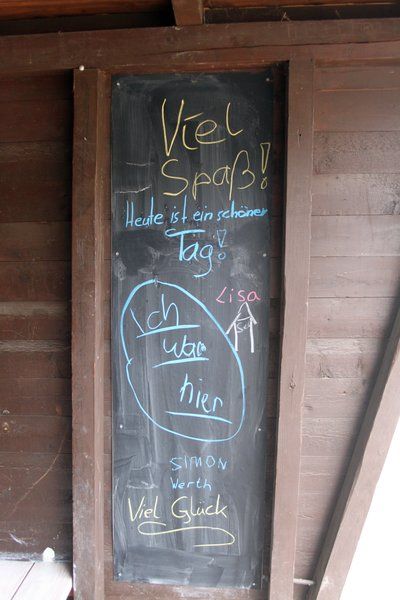 Viel
Spaß!
Heute ist ein schöner
Tag!
Lisa
Ich
war
hier
SIMON
Werth
Viel Glück